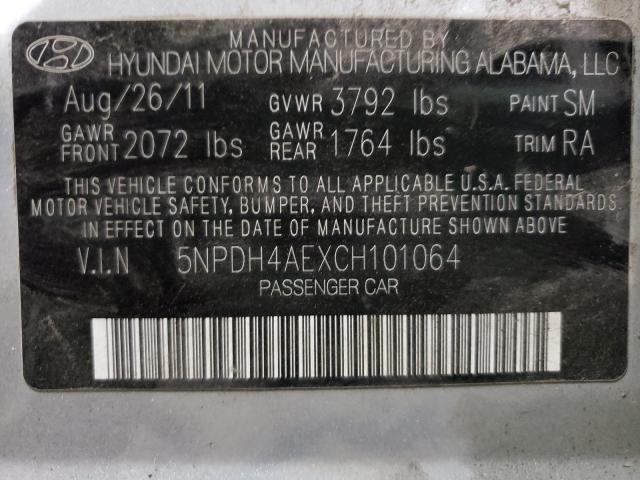 MANUFACTURED BY
HYUNDAI MOTOR MANUFACTURING ALABAMA, LLC
Aug/26/11 GVWR 3792 lbs PAINT SM
GAWR FRONT 2072 lbs GAWR REAR 1764 lbs TRIM RA
THIS VEHICLE CONFORMS TO ALL APPLICABLE U.S.A. FEDERAL
MOTOR VEHICLE SAFETY, BUMPER, AND THEFT PREVENTION STANDARDS
IN EFFECT ON THE DATE OF MANUFACTURE SHOWN ABOVE
V.I.N 5NPDH4AEXCH101064
PASSENGER CAR